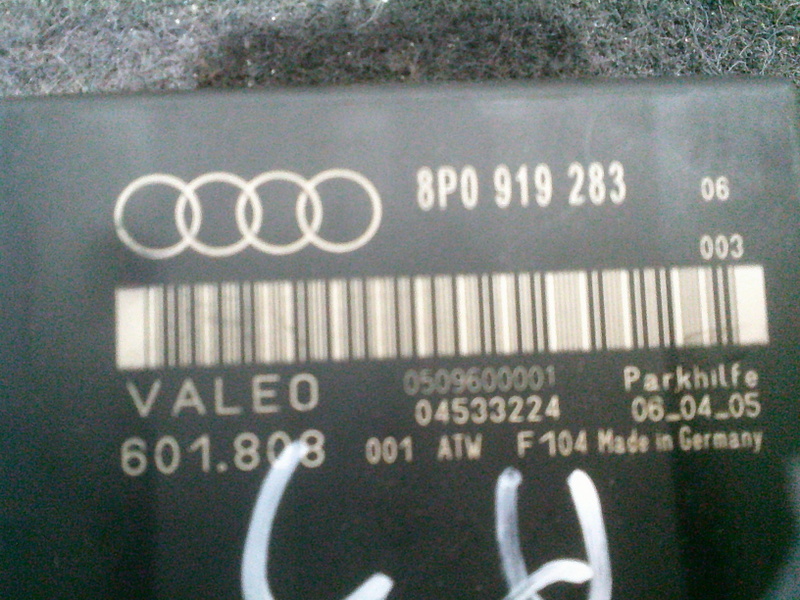 8P0 919 283 06
003
VALEO 0509600001 Parkhilfe
04533224 06_04_05
601.808 001 ATW F104 Made in Germany